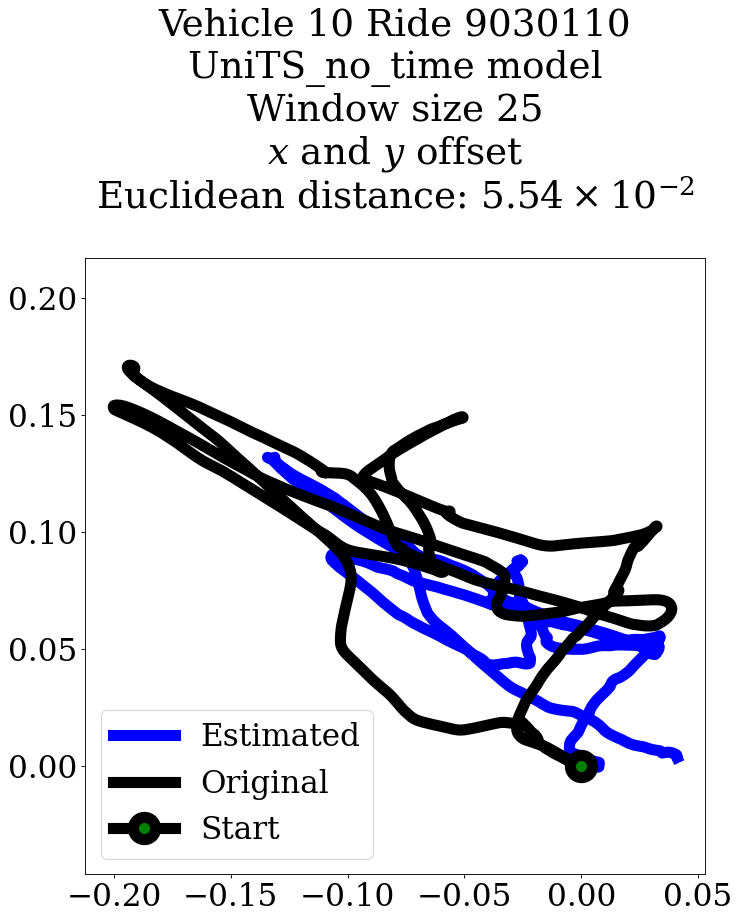 Vehicle 10 Ride 9030110
UniTS_no_time model
Window size 25
x and y offset
Euclidean distance: 5.54 × 10⁻²
0.20
0.15
0.10
0.05
0.00
Estimated
Original
Start
−0.20 −0.15 −0.10 −0.05 0.00 0.05